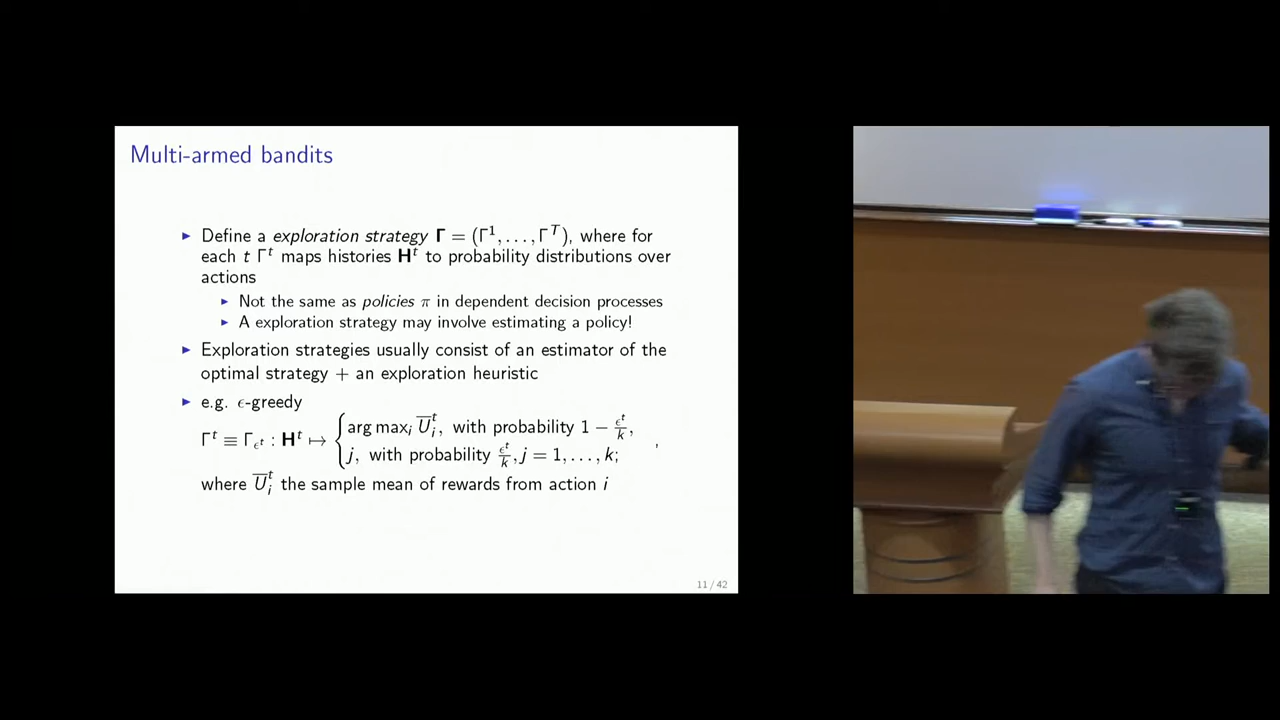 Multi-armed bandits
Define a exploration strategy Γ = (Γ¹, . . . , Γᵀ), where for
each t Γᵗ maps histories Hᵗ to probability distributions over
actions
Not the same as policies π in dependent decision processes
A exploration strategy may involve estimating a policy!
Exploration strategies usually consist of an estimator of the
optimal strategy + an exploration heuristic
e.g. ϵ-greedy
Γᵗ ≡ Γ_{ϵᵗ} : Hᵗ ↦ { arg maxᵢ Ūᵢᵗ, with probability 1 − ϵᵗ/k,
j, with probability ϵᵗ/k, j = 1, . . . , k; ,
where Ūᵢᵗ the sample mean of rewards from action i
11 / 42